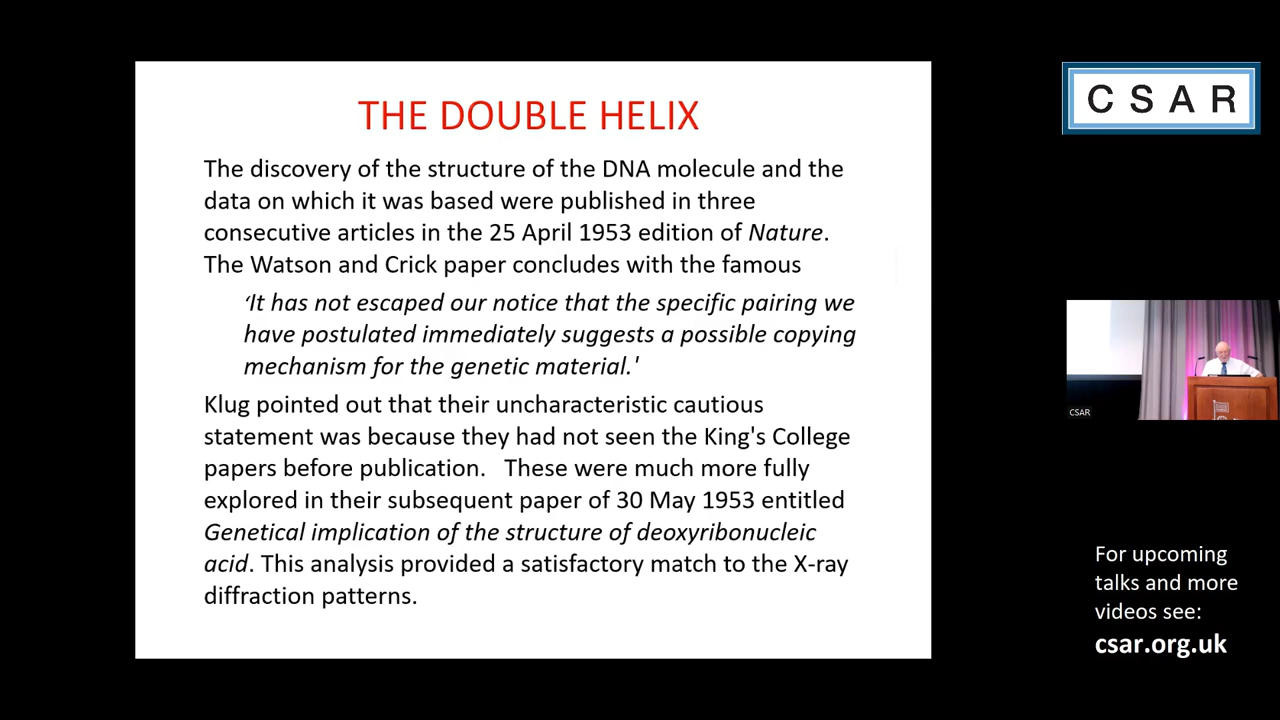 THE DOUBLE HELIX
The discovery of the structure of the DNA molecule and the
data on which it was based were published in three
consecutive articles in the 25 April 1953 edition of Nature.
The Watson and Crick paper concludes with the famous
‘It has not escaped our notice that the specific pairing we
have postulated immediately suggests a possible copying
mechanism for the genetic material.'
Klug pointed out that their uncharacteristic cautious
statement was because they had not seen the King's College
papers before publication.   These were much more fully
explored in their subsequent paper of 30 May 1953 entitled
Genetical implication of the structure of deoxyribonucleic
acid. This analysis provided a satisfactory match to the X-ray
diffraction patterns.
CSAR
CSAR
For upcoming
talks and more
videos see:
csar.org.uk